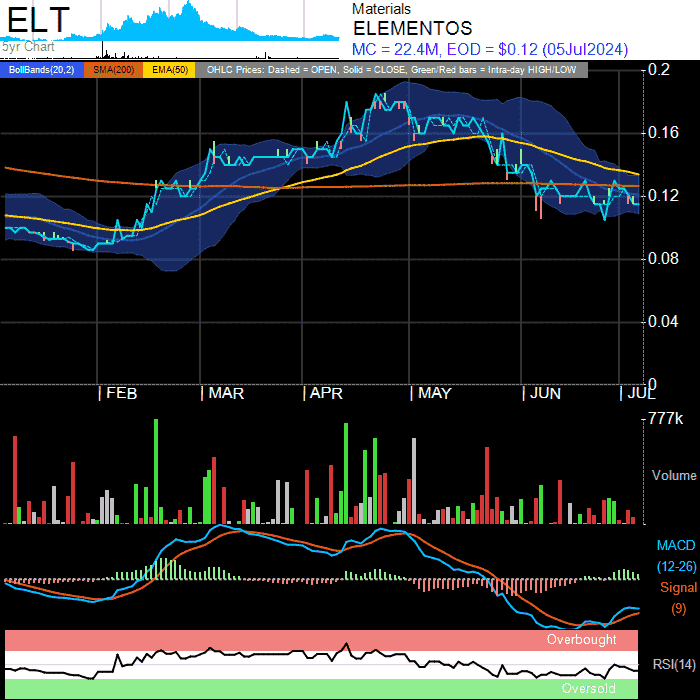 ELT
5yr Chart
Materials
ELEMENTOS
MC = 22.4M, EOD = $0.12 (05Jul2024)
BollBands(20,2) SMA(200) EMA(50) OHLC Prices: Dashed = OPEN, Solid = CLOSE, Green/Red bars = Intra-day HIGH/LOW
0.2
0.16
0.12
0.08
0.04
0
FEB MAR APR MAY JUN JUL
777k
Volume
MACD
(12-26)
Signal
(9)
Overbought
RSI(14)
Oversold